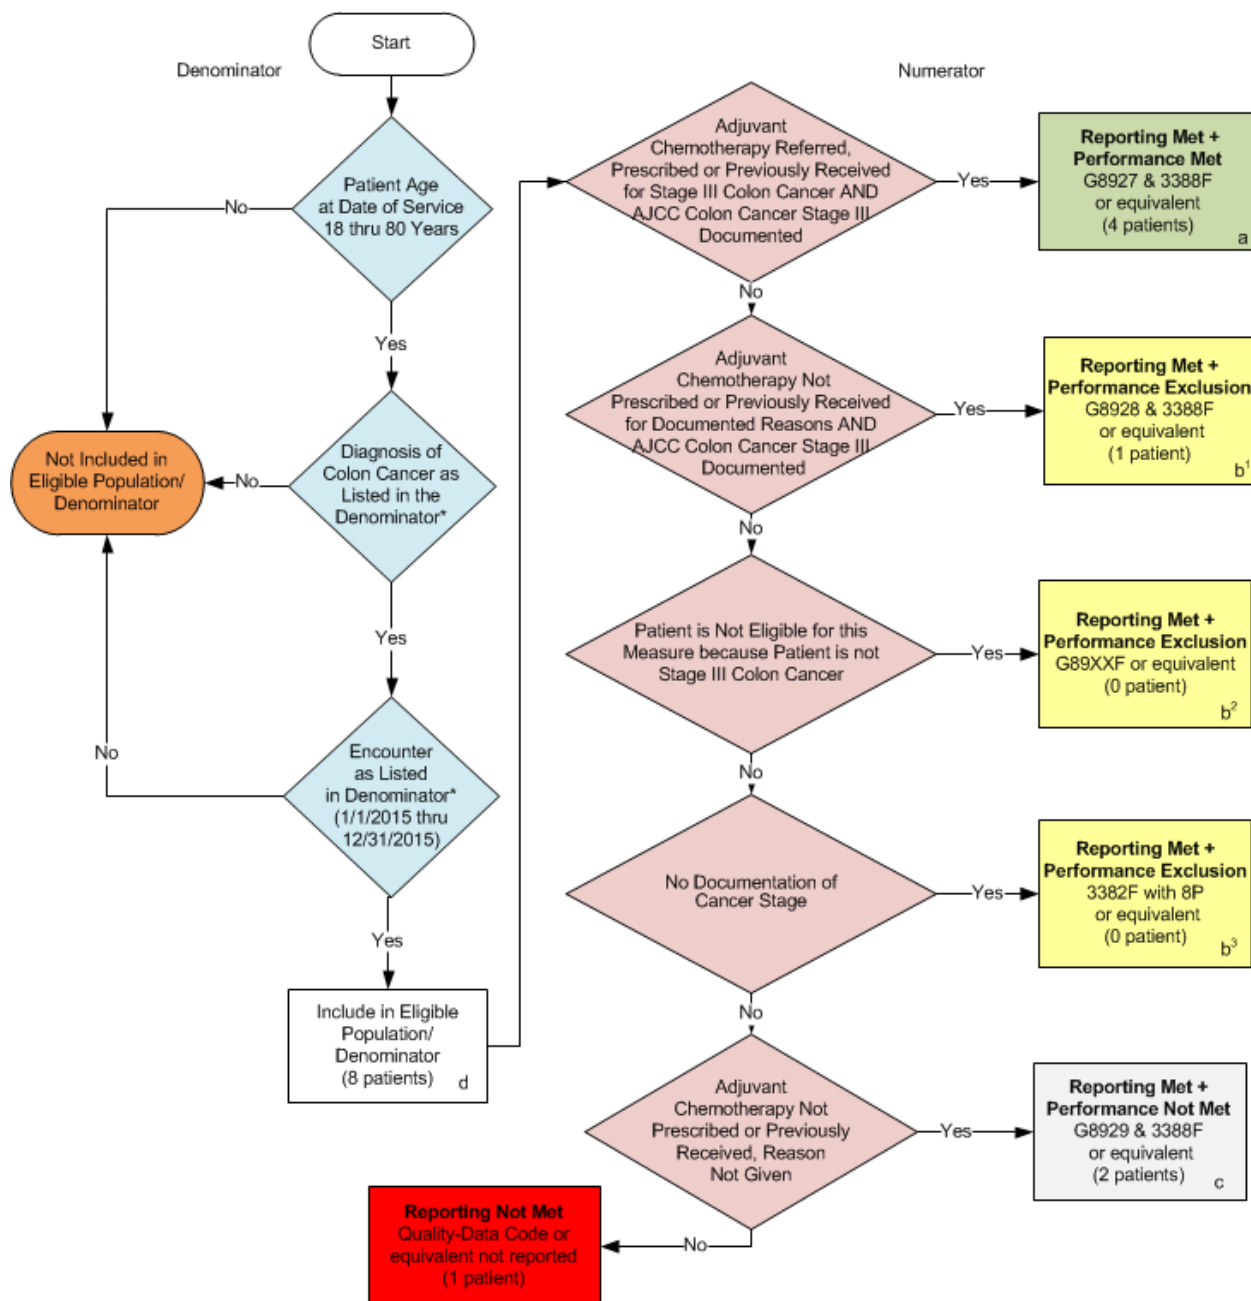 Start
Denominator
Numerator
Patient Age
at Date of Service
18 thru 80 Years
No
Yes
Diagnosis of
Colon Cancer as
Listed in the
Denominator*
No
Not Included in
Eligible Population/
Denominator
Yes
Encounter
as Listed
in Denominator*
(1/1/2015 thru
12/31/2015)
No
Yes
Include in Eligible
Population/
Denominator
(8 patients)
d
Adjuvant
Chemotherapy Referred,
Prescribed or Previously Received
for Stage III Colon Cancer AND
AJCC Colon Cancer Stage III
Documented
Yes
Reporting Met +
Performance Met
G8927 & 3388F
or equivalent
(4 patients)
a
No
Adjuvant
Chemotherapy Not
Prescribed or Previously Received
for Documented Reasons AND
AJCC Colon Cancer Stage III
Documented
Yes
Reporting Met +
Performance Exclusion
G8928 & 3388F
or equivalent
(1 patient)
b¹
No
Patient is Not Eligible for this
Measure because Patient is not
Stage III Colon Cancer
Yes
Reporting Met +
Performance Exclusion
G89XXF or equivalent
(0 patient)
b²
No
No Documentation of
Cancer Stage
Yes
Reporting Met +
Performance Exclusion
3382F with 8P
or equivalent
(0 patient)
b³
No
Adjuvant
Chemotherapy Not
Prescribed or Previously
Received, Reason
Not Given
Yes
Reporting Met +
Performance Not Met
G8929 & 3388F
or equivalent
(2 patients)
c
No
Reporting Not Met
Quality-Data Code or
equivalent not reported
(1 patient)